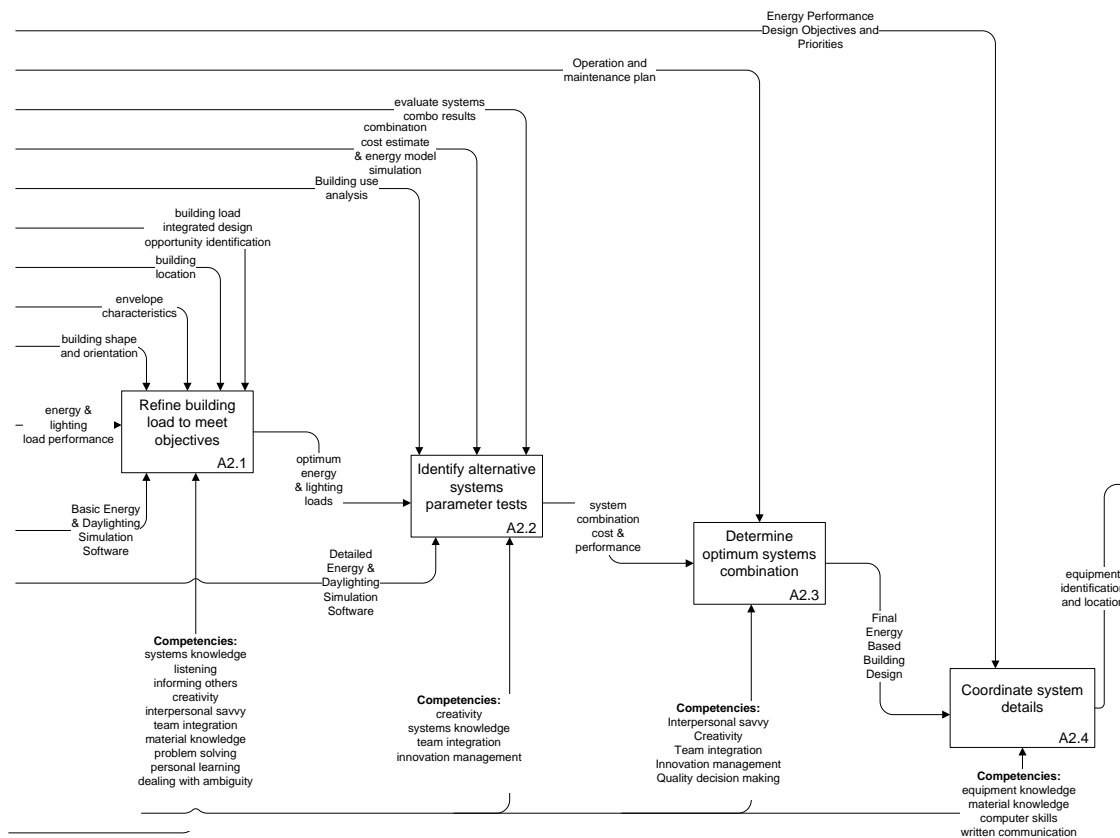 Energy Performance
Design Objectives and
Priorities
Operation and
maintenance plan
evaluate systems
combo results
combination
cost estimate
& energy model
simulation
Building use
analysis
building load
integrated design
opportunity identification
building
location
envelope
characteristics
building shape
and orientation
energy &
lighting
load performance
Refine building
load to meet
objectives
A2.1
optimum
energy
& lighting
loads
Basic Energy
& Daylighting
Simulation
Software
Identify alternative
systems
parameter tests
A2.2
system
combination
cost &
performance
Detailed
Energy &
Daylighting
Simulation
Software
Determine
optimum systems
combination
A2.3
equipment
identification
and location
Final
Energy
Based
Building
Design
Coordinate system
details
A2.4
Competencies:
systems knowledge
listening
informing others
creativity
interpersonal savvy
team integration
material knowledge
problem solving
personal learning
dealing with ambiguity
Competencies:
creativity
systems knowledge
team integration
innovation management
Competencies:
Interpersonal savvy
Creativity
Team integration
Innovation management
Quality decision making
Competencies:
equipment knowledge
material knowledge
computer skills
written communication